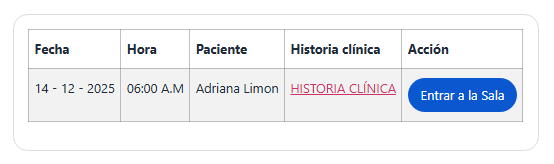 Fecha Hora Paciente Historia clínica Acción
14 - 12 - 2025 06:00 A.M Adriana Limon HISTORIA CLÍNICA Entrar a la Sala